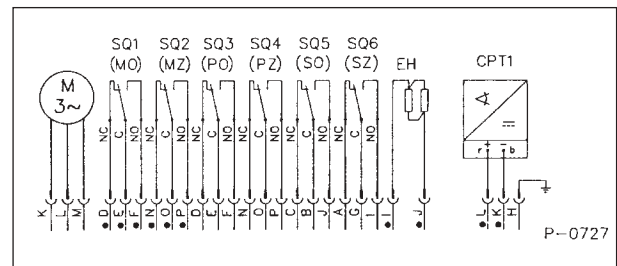 SQ1 SQ2 SQ3 SQ4 SQ5 SQ6 EH CPT1
(MO) (MZ) (PO) (PZ) (SO) (SZ)
M
3~
NC C NO NC C NO NC C NO NC C NO NC C NO NC C NO
r + − b
K L M D E F N O P D E F N O P C B J A G I I J L K H
P-0727